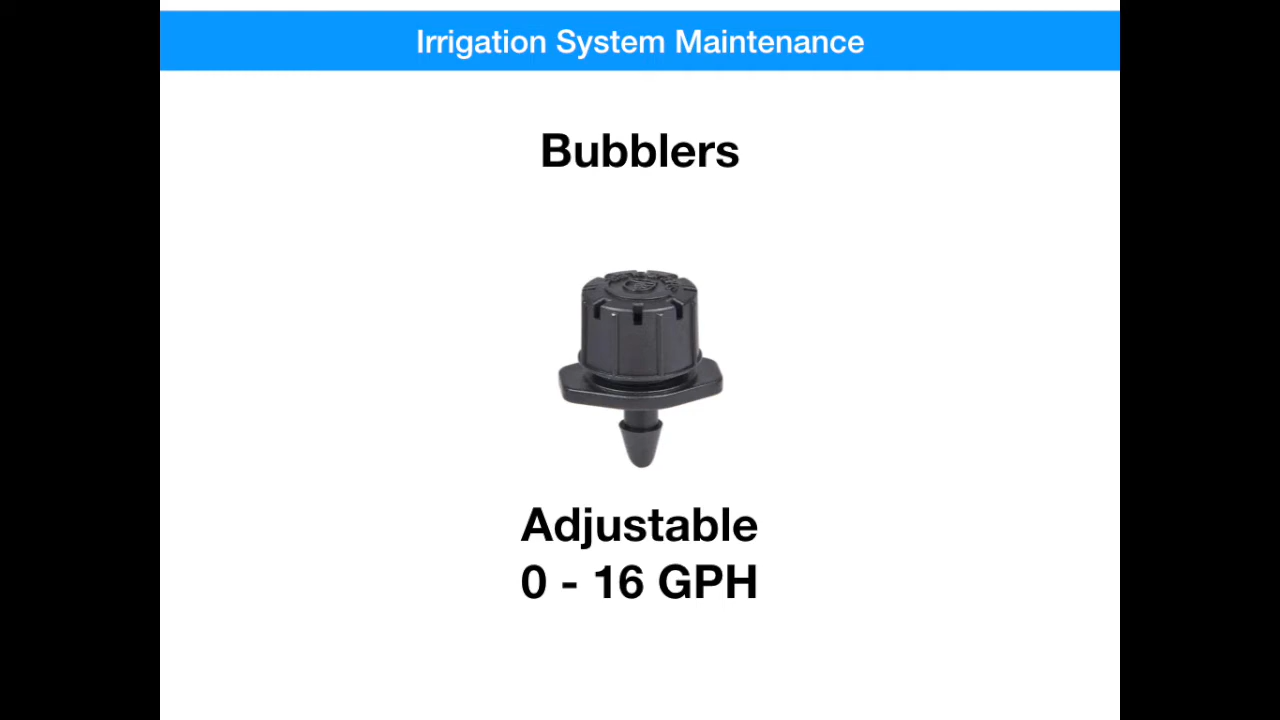 Irrigation System Maintenance
Bubblers
Adjustable
0 - 16 GPH